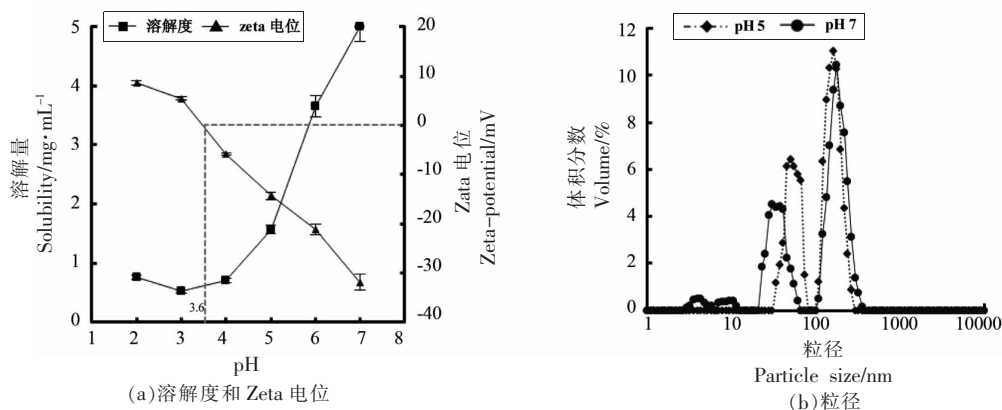 溶解度 zeta 电位
5
4
3
2
1
0
溶解量
Solubility/mg·mL⁻¹
3.6
1 2 3 4 5 6 7 8
pH
20
10
0
-10
-20
-30
-40
Zata 电位
Zeta-potential/mV
(a)溶解度和 Zeta 电位
pH 5 pH 7
12
10
8
6
4
2
0
体积分数
Volume/%
1 10 100 1000 10000
粒径
Particle size/nm
(b)粒径